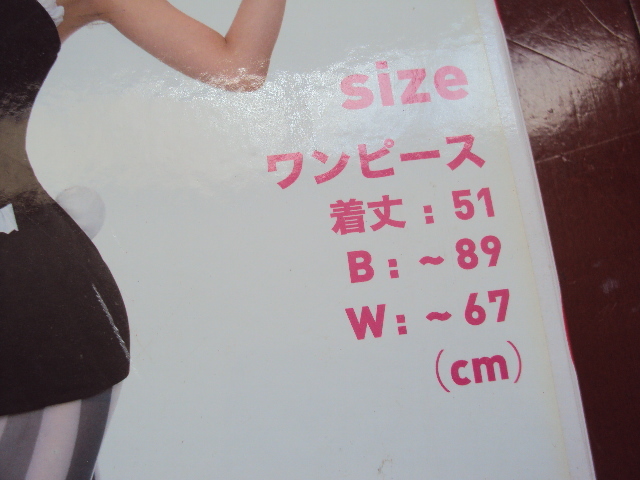 size
ワンピース
着丈：51
B：～89
W：～67
（cm）